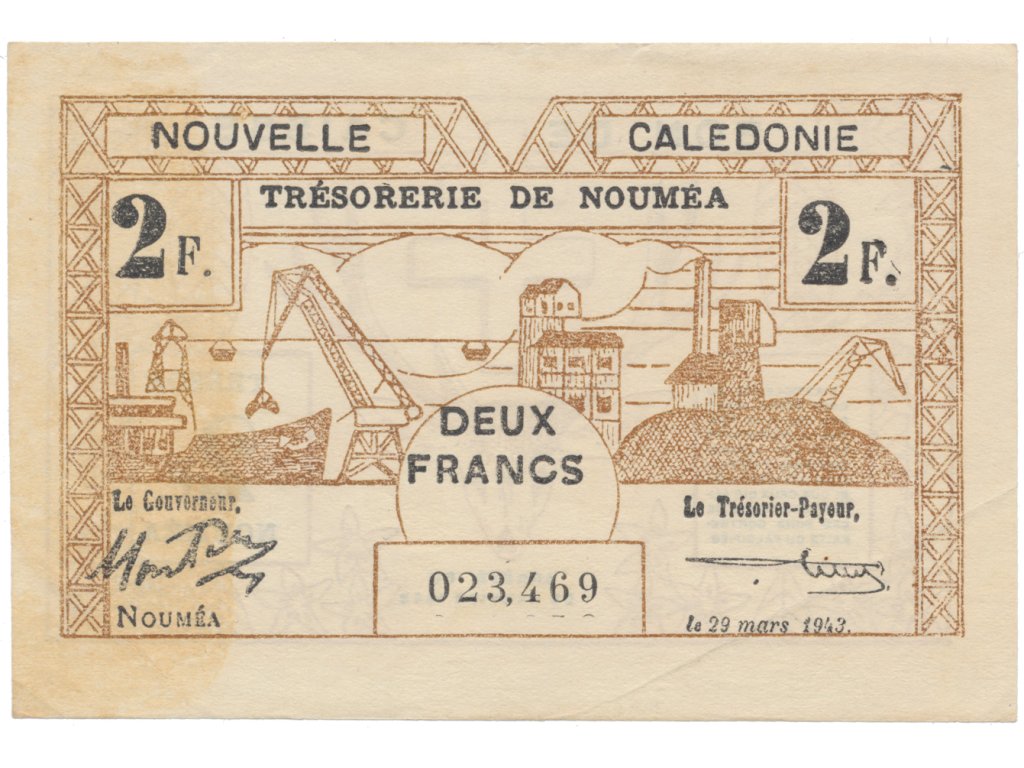 NOUVELLE CALEDONIE
TRÉSORERIE DE NOUMÉA
2F. 2F.
DEUX
FRANCS
Le Gouverneur,
Le Trésorier-Payeur,
023,469
NOUMÉA
le 29 mars 1943.